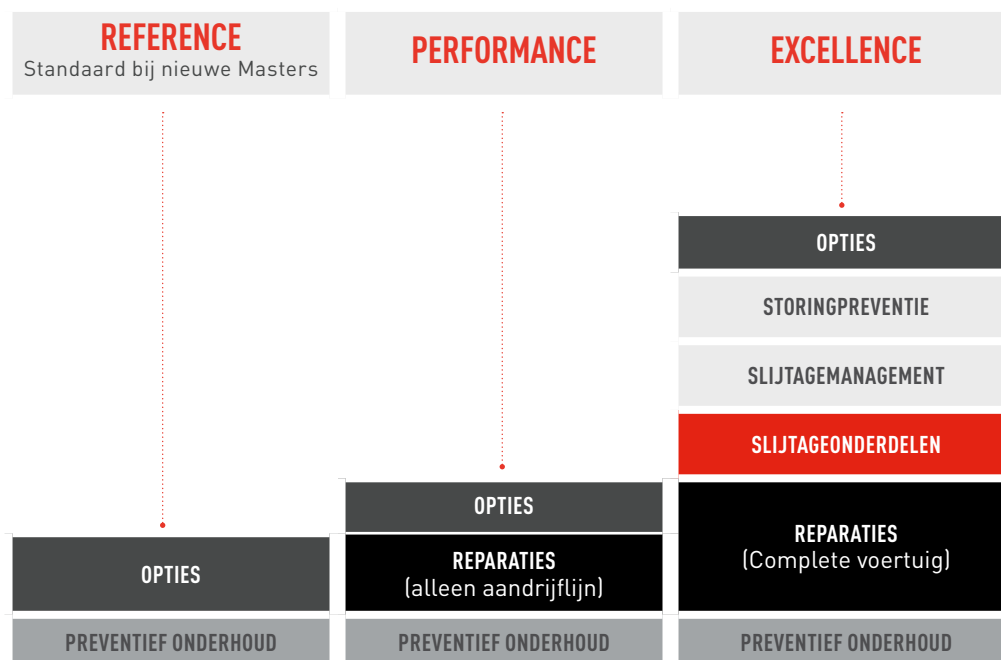 REFERENCE
Standaard bij nieuwe Masters
OPTIES
PREVENTIEF ONDERHOUD
PERFORMANCE
OPTIES
REPARATIES
(alleen aandrijflijn)
PREVENTIEF ONDERHOUD
EXCELLENCE
OPTIES
STORINGPREVENTIE
SLIJTAGEMANAGEMENT
SLIJTAGEONDERDELEN
REPARATIES
(Complete voertuig)
PREVENTIEF ONDERHOUD